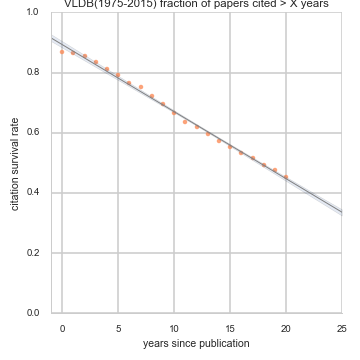 VLDB(1975-2015) fraction of papers cited > X years
1.0
0.8
0.6
0.4
0.2
0.0
citation survival rate
0 5 10 15 20 25
years since publication